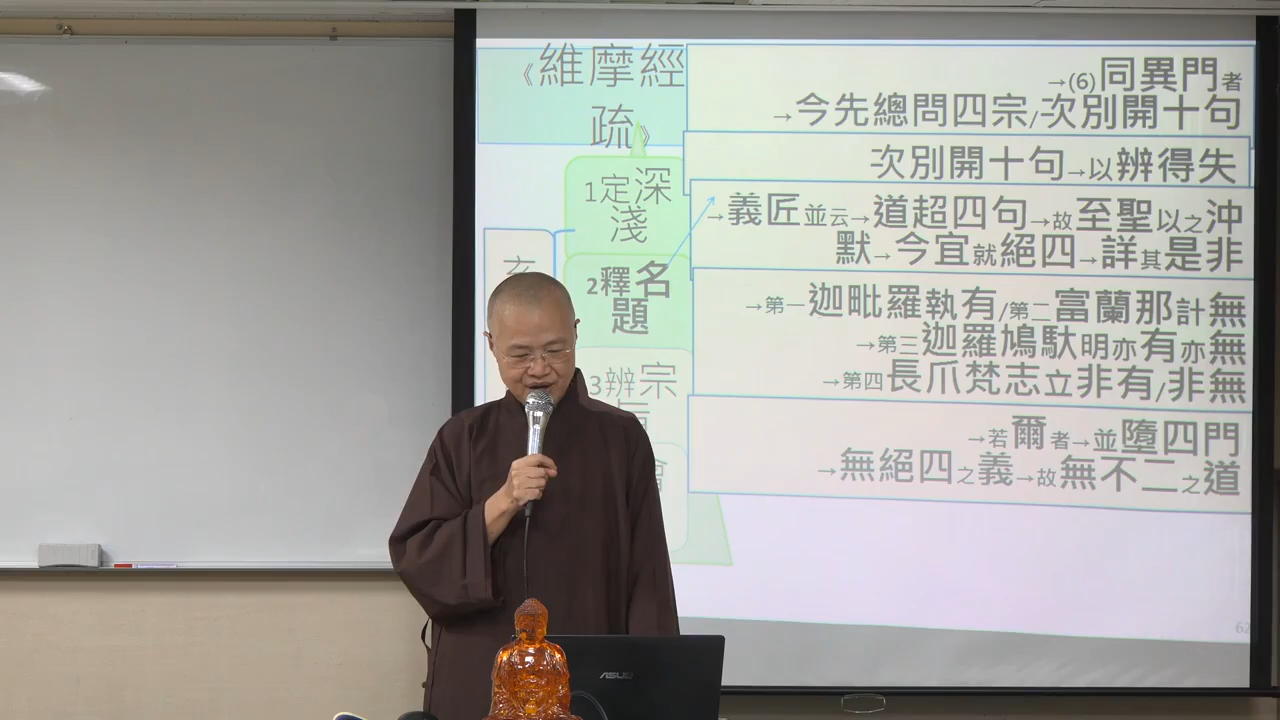 《維摩經
疏》
1定深
淺
2釋名
題
3辨宗
玄
→(6)同異門者
→今先總問四宗/次別開十句
次別開十句→以辨得失
→義匠並云→道超四句→故至聖以之沖
默→今宜就絕四→詳其是非
→第一迦毗羅執有/第二富蘭那計無
→第三迦羅鳩馱明亦有亦無
→第四長爪梵志立非有/非無
→若爾者→並墮四門
→無絕四之義→故無不二之道
62
ASUS